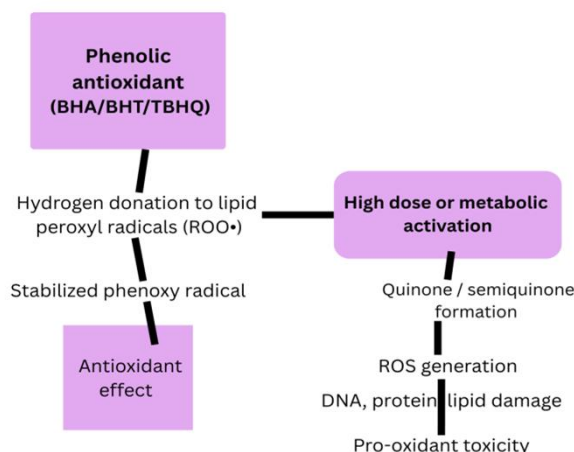 Phenolic
antioxidant
(BHA/BHT/TBHQ)
Hydrogen donation to lipid
peroxyl radicals (ROO•)
Stabilized phenoxy radical
Antioxidant
effect
High dose or metabolic
activation
Quinone / semiquinone
formation
ROS generation
DNA, protein lipid damage
Pro-oxidant toxicity